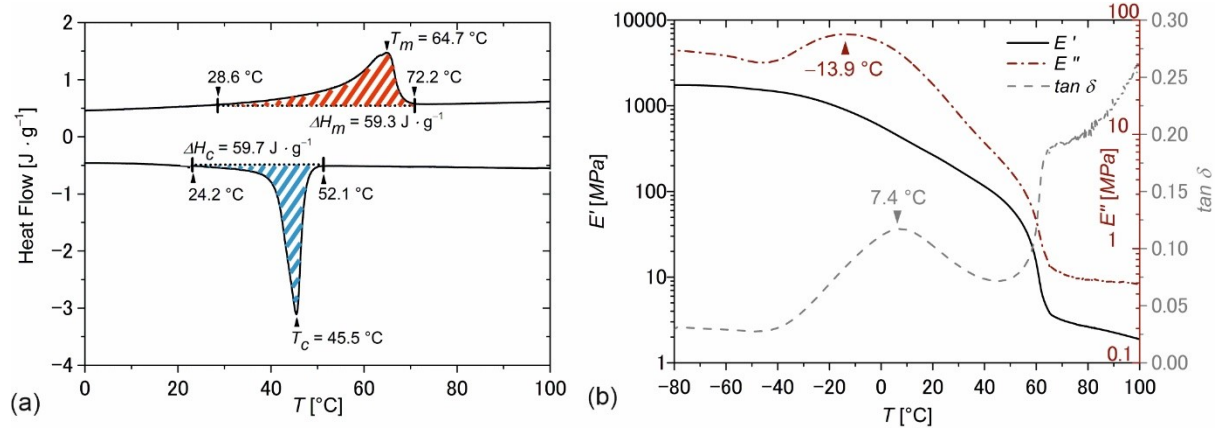 2
1
0
−1
−2
−3
−4
Heat Flow [J · g⁻¹]
Tm = 64.7 °C
28.6 °C
72.2 °C
ΔHm = 59.3 J · g⁻¹
ΔHc = 59.7 J · g⁻¹
24.2 °C
52.1 °C
Tc = 45.5 °C
0 20 40 60 80 100
T [°C]
(a)
10000
1000
100
10
1
E' [MPa]
−13.9 °C
7.4 °C
E'
E''
tan δ
100
10
1
0.1
E'' [MPa]
0.30
0.25
0.20
0.15
0.10
0.05
0.00
tan δ
−80 −60 −40 −20 0 20 40 60 80 100
T [°C]
(b)